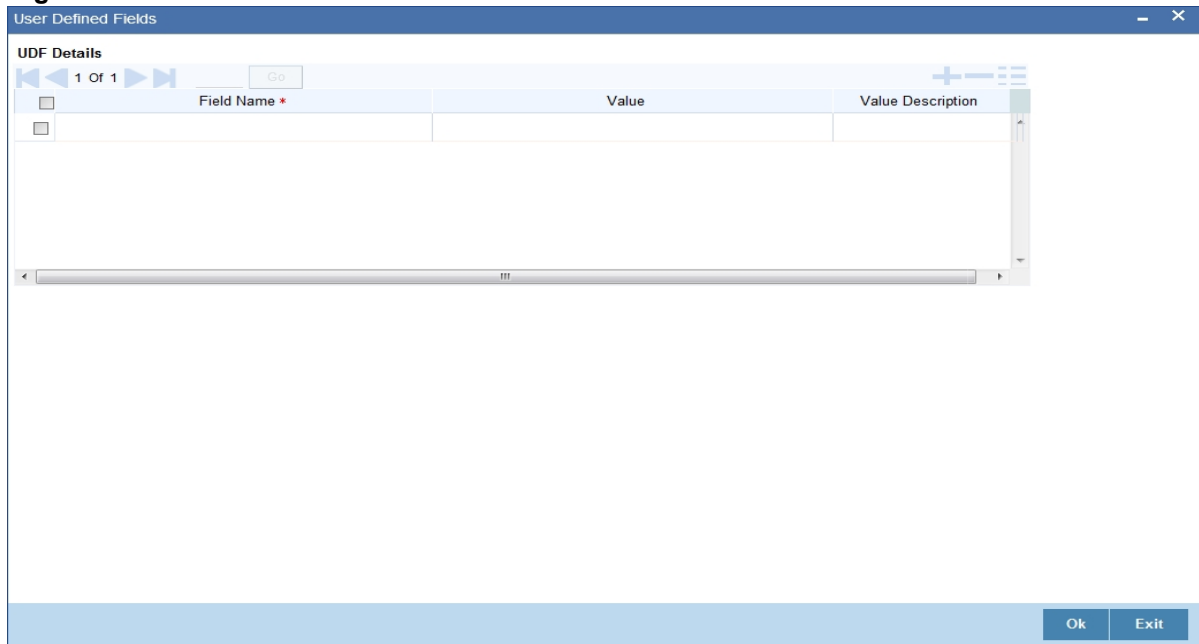 User Defined Fields
UDF Details
1 Of 1 Go
Field Name * Value Value Description
Ok Exit